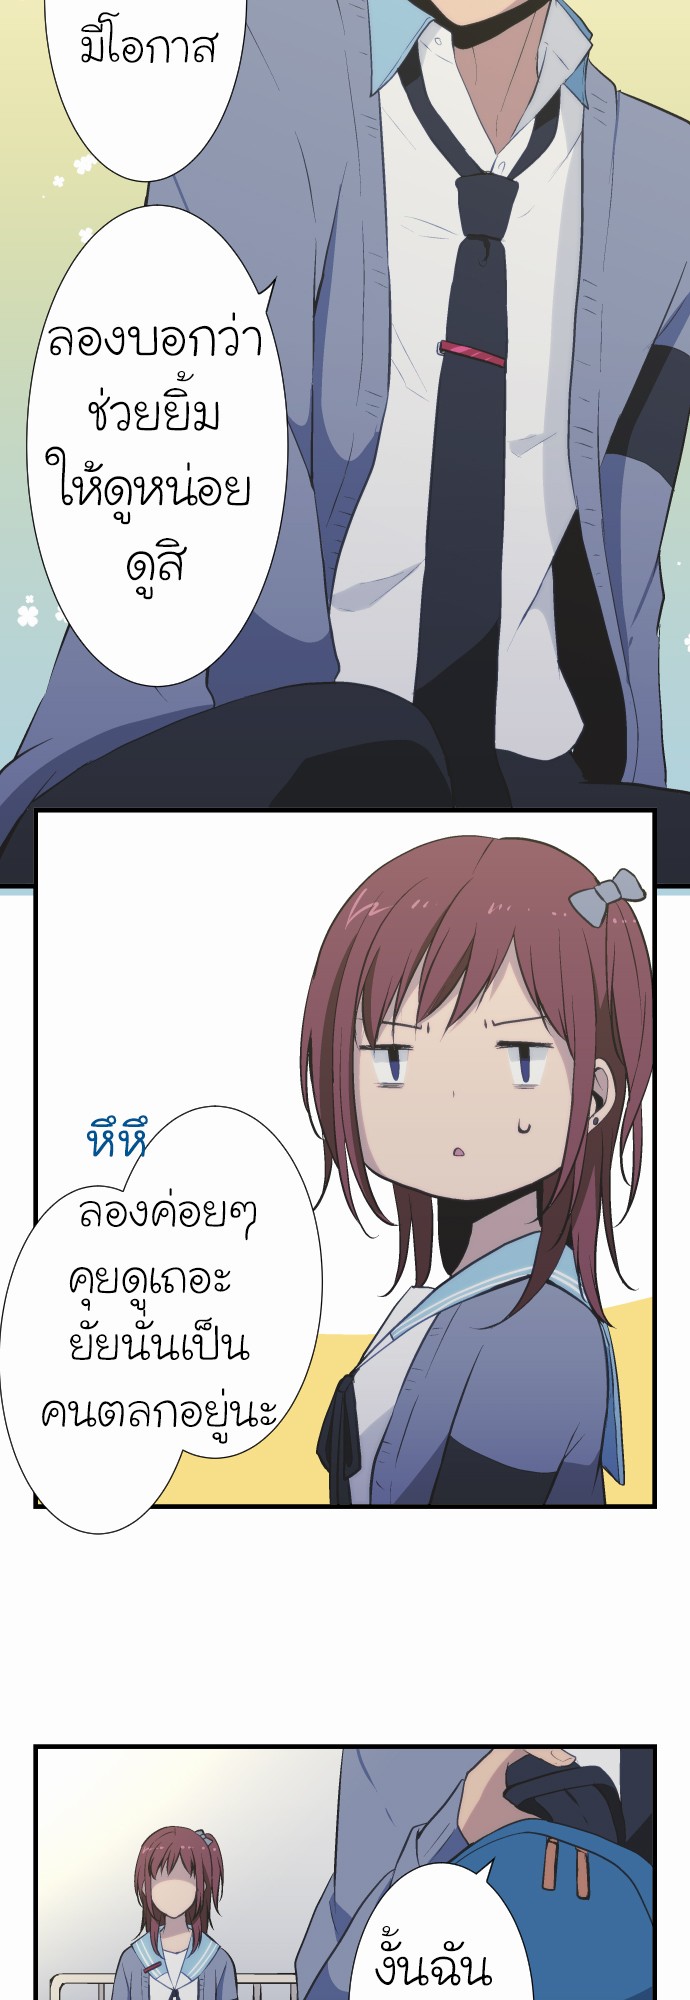 มีโอกาส
ลองบอกว่า
ช่วยยิ้ม
ให้ดูหน่อย
ดูสิ
หึหึ
ลองค่อยๆ
คุยดูเถอะ
ยัยนั่นเป็น
คนตลกอยู่นะ
งั้นฉัน